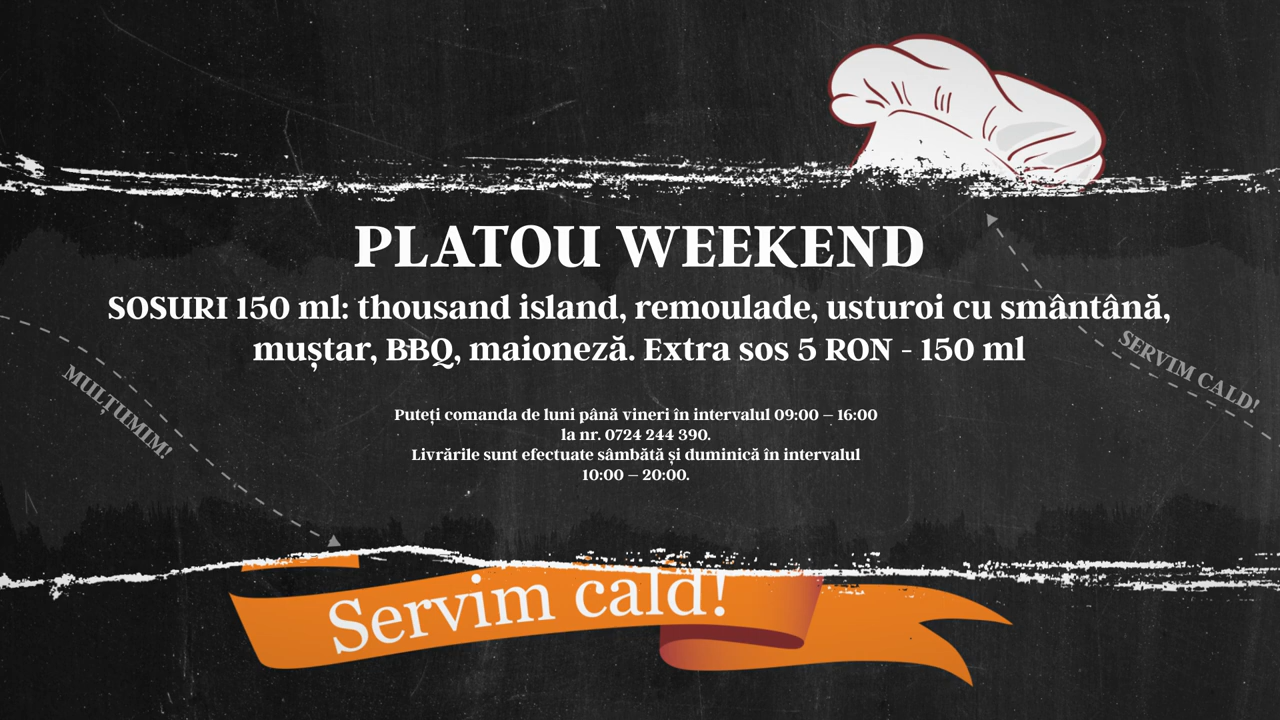 PLATOU WEEKEND
SOSURI 150 ml: thousand island, remoulade, usturoi cu smântână,
muștar, BBQ, maioneză. Extra sos 5 RON - 150 ml
SERVIM CALD!
MULȚUMIM!
Puteți comanda de luni până vineri în intervalul 09:00 – 16:00
la nr. 0724 244 390.
Livrările sunt efectuate sâmbătă și duminică în intervalul
10:00 – 20:00.
Servim cald!